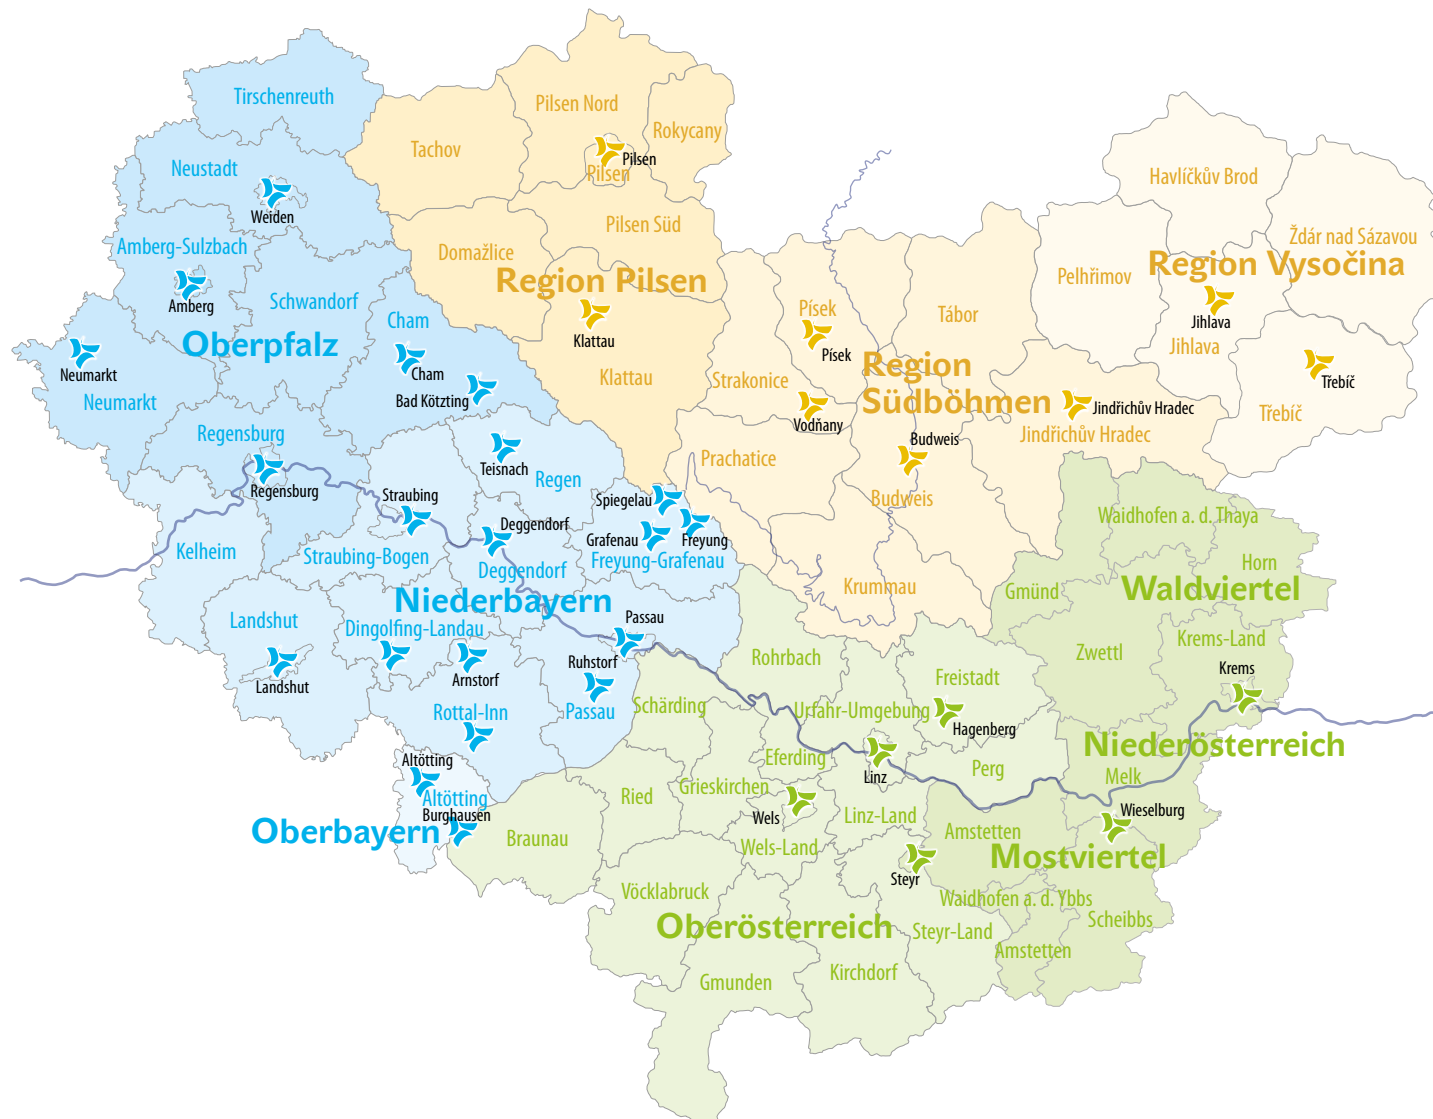 Tirschenreuth
Neustadt
Weiden
Amberg-Sulzbach
Amberg
Schwandorf
Oberpfalz
Cham
Cham
Bad Kötzting
Neumarkt
Neumarkt
Regensburg
Regensburg
Tachov
Pilsen Nord
Rokycany
Pilsen
Pilsen
Pilsen Süd
Domažlice
Region Pilsen
Klattau
Klattau
Havlíčkův Brod
Ždár nad Sázavou
Pelhřimov
Region Vysočina
Jihlava
Jihlava
Třebíč
Třebíč
Písek
Písek
Tábor
Strakonice
Region
Südböhmen
Vodňany
Jindřichův Hradec
Jindřichův Hradec
Budweis
Budweis
Prachatice
Krummau
Teisnach
Regen
Straubing
Straubing-Bogen
Deggendorf
Deggendorf
Spiegelau
Grafenau
Freyung
Freyung-Grafenau
Kelheim
Niederbayern
Landshut
Landshut
Dingolfing-Landau
Arnstorf
Passau
Ruhstorf
Passau
Rottal-Inn
Altötting
Altötting
Burghausen
Oberbayern
Waidhofen a. d. Thaya
Horn
Gmünd
Waldviertel
Zwettl
Krems-Land
Krems
Niederösterreich
Melk
Wieselburg
Amstetten
Mostviertel
Waidhofen a. d. Ybbs
Scheibbs
Amstetten
Rohrbach
Freistadt
Schärding
Urfahr-Umgebung
Hagenberg
Eferding
Linz
Perg
Ried
Grieskirchen
Wels
Linz-Land
Braunau
Wels-Land
Steyr
Vöcklabruck
Oberösterreich
Steyr-Land
Gmunden
Kirchdorf